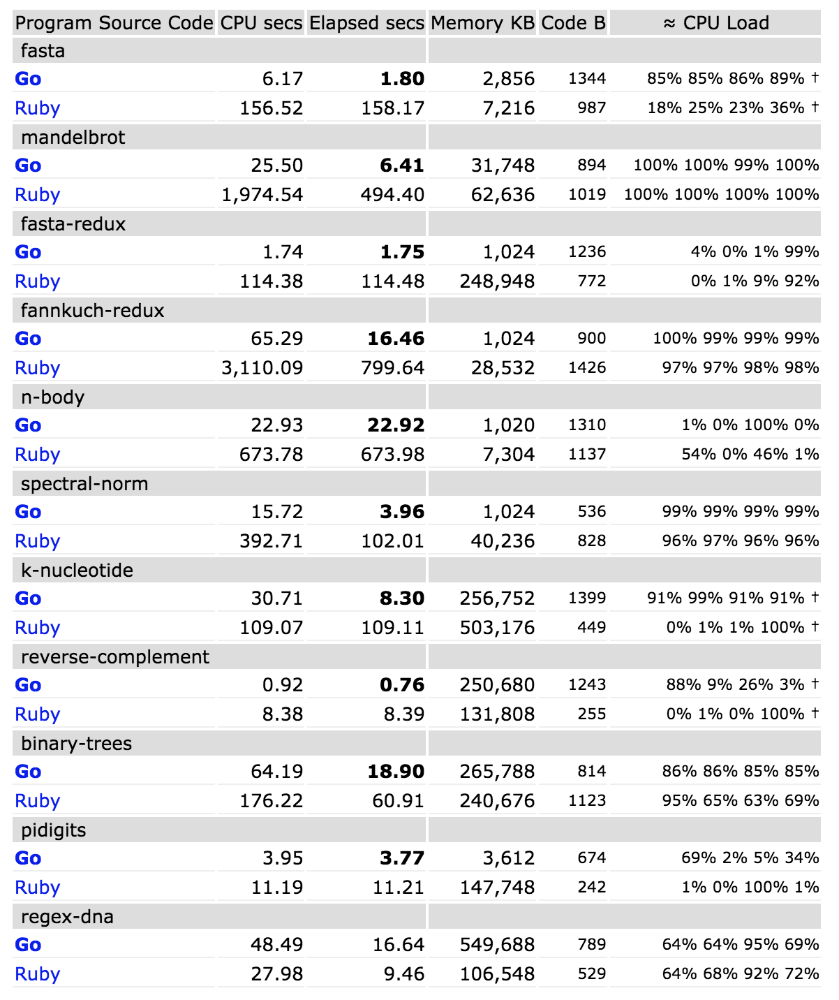 Program Source Code CPU secs Elapsed secs Memory KB Code B ≈ CPU Load
fasta
Go 6.17 1.80 2,856 1344 85% 85% 86% 89% †
Ruby 156.52 158.17 7,216 987 18% 25% 23% 36% †
mandelbrot
Go 25.50 6.41 31,748 894 100% 100% 99% 100%
Ruby 1,974.54 494.40 62,636 1019 100% 100% 100% 100%
fasta-redux
Go 1.74 1.75 1,024 1236 4% 0% 1% 99%
Ruby 114.38 114.48 248,948 772 0% 1% 9% 92%
fannkuch-redux
Go 65.29 16.46 1,024 900 100% 99% 99% 99%
Ruby 3,110.09 799.64 28,532 1426 97% 97% 98% 98%
n-body
Go 22.93 22.92 1,020 1310 1% 0% 100% 0%
Ruby 673.78 673.98 7,304 1137 54% 0% 46% 1%
spectral-norm
Go 15.72 3.96 1,024 536 99% 99% 99% 99%
Ruby 392.71 102.01 40,236 828 96% 97% 96% 96%
k-nucleotide
Go 30.71 8.30 256,752 1399 91% 99% 91% 91% †
Ruby 109.07 109.11 503,176 449 0% 1% 1% 100% †
reverse-complement
Go 0.92 0.76 250,680 1243 88% 9% 26% 3% †
Ruby 8.38 8.39 131,808 255 0% 1% 0% 100% †
binary-trees
Go 64.19 18.90 265,788 814 86% 86% 85% 85%
Ruby 176.22 60.91 240,676 1123 95% 65% 63% 69%
pidigits
Go 3.95 3.77 3,612 674 69% 2% 5% 34%
Ruby 11.19 11.21 147,748 242 1% 0% 100% 1%
regex-dna
Go 48.49 16.64 549,688 789 64% 64% 95% 69%
Ruby 27.98 9.46 106,548 529 64% 68% 92% 72%